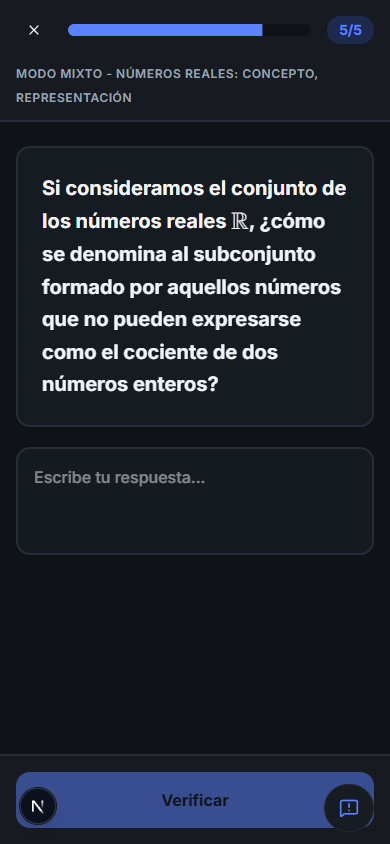 5/5
MODO MIXTO - NÚMEROS REALES: CONCEPTO,
REPRESENTACIÓN
Si consideramos el conjunto de
los números reales ℝ, ¿cómo
se denomina al subconjunto
formado por aquellos números
que no pueden expresarse
como el cociente de dos
números enteros?
Escribe tu respuesta...
Verificar
N